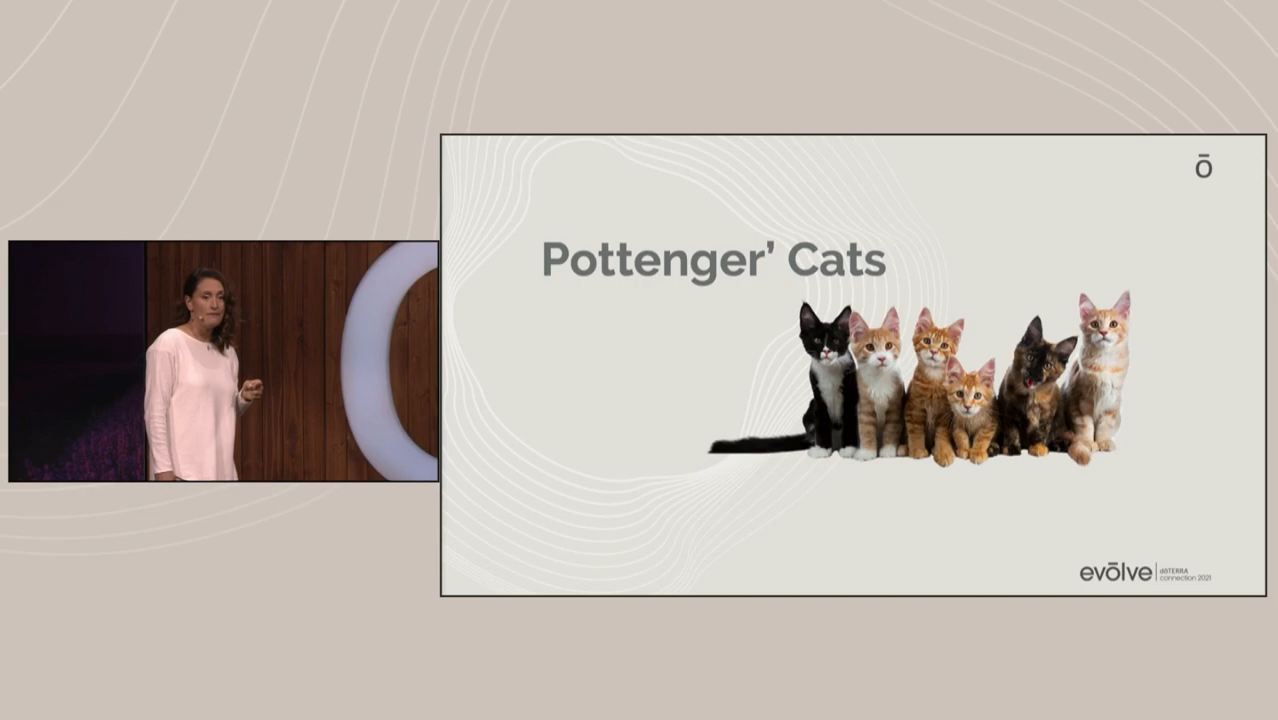 ō
Pottenger’ Cats
evōlve
dōTERRA
connection 2021